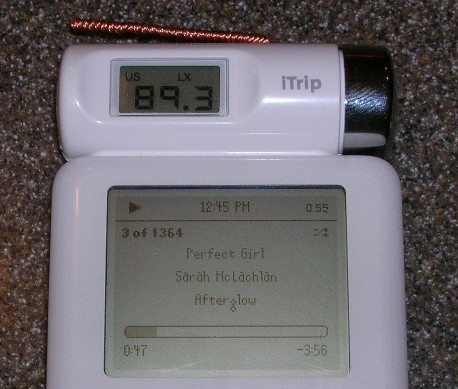 US LX
89.3
iTrip
12:45 PM 0:55
3 of 1364
Perfect Girl
Sarah McLachlan
Afterglow
0:47 -3:56